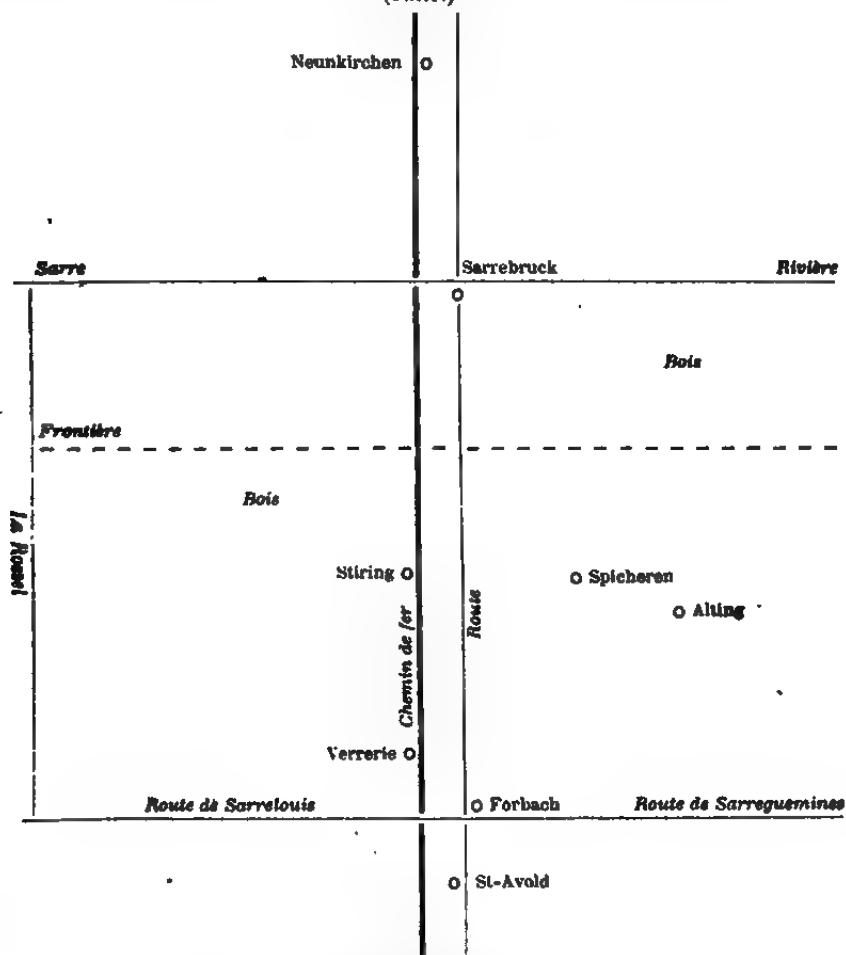 Neunkirchen
Sarre Sarrebruck Rivière
Bois
Frontière
Bois
La Rossel
Stiring Spicheren
Alting
Chemin de fer
Route
Verrerie
Route de Sarrelouis Forbach Route de Sarreguemines
St-Avold